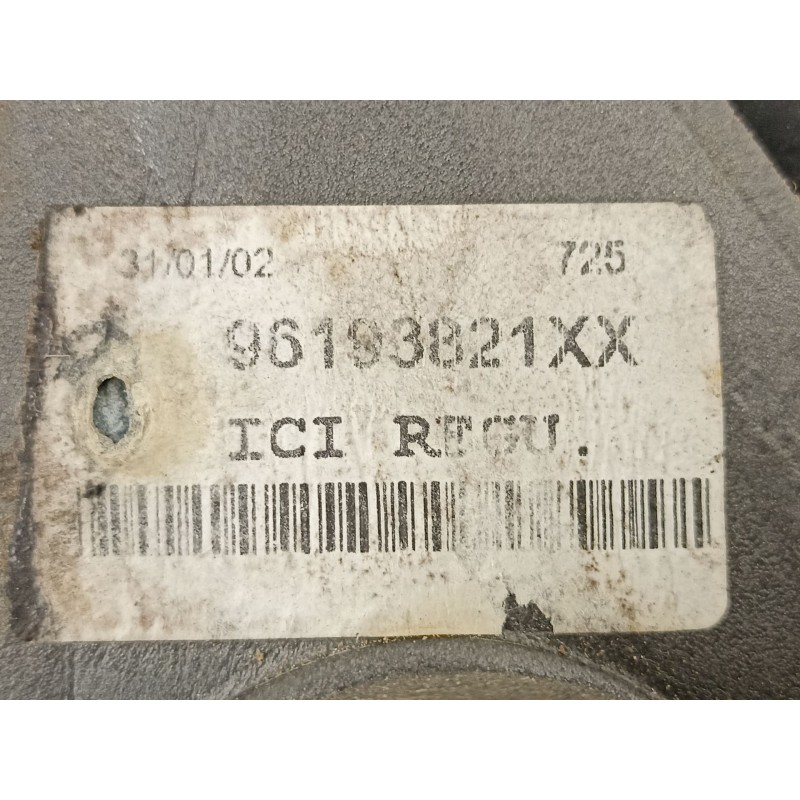 31/01/02 725
96193821XX
ICI REGU.